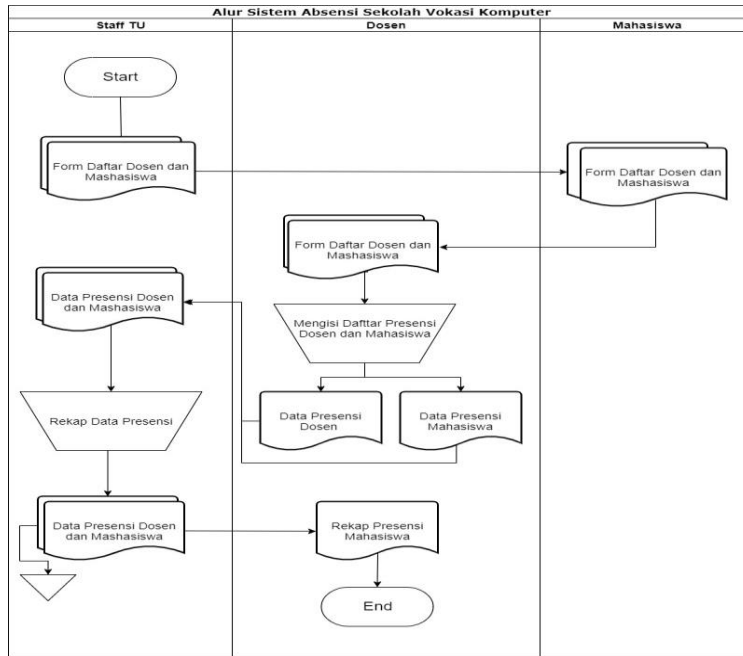 Alur Sistem Absensi Sekolah Vokasi Komputer
Staff TU
Dosen
Mahasiswa
Start
Form Daftar Dosen dan
Mashasiswa
Form Daftar Dosen dan
Mashasiswa
Form Daftar Dosen dan
Mashasiswa
Data Presensi Dosen
dan Mashasiswa
Mengisi Dafttar Presensi
Dosen dan Mahasiswa
Rekap Data Presensi
Data Presensi
Dosen
Data Presensi
Mahasiswa
Data Presensi Dosen
dan Mashasiswa
Rekap Presensi
Mahasiswa
End